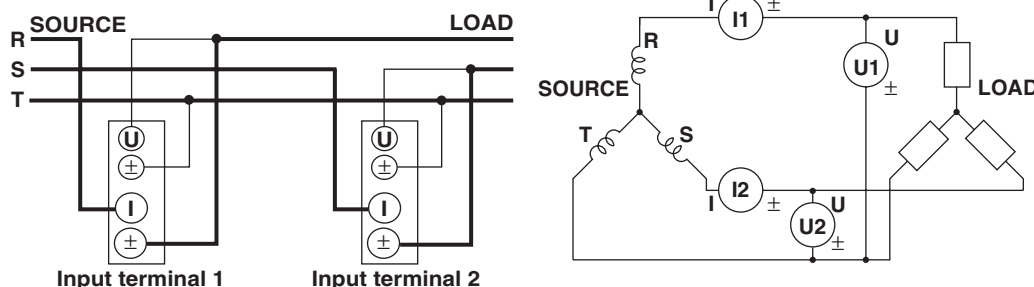 SOURCE
LOAD
R
S
T
U
U
±
±
I
I
±
±
Input terminal 1
Input terminal 2
I
I1
±
R
U
U1
±
SOURCE
LOAD
T
S
I
I2
±
U
U2
±